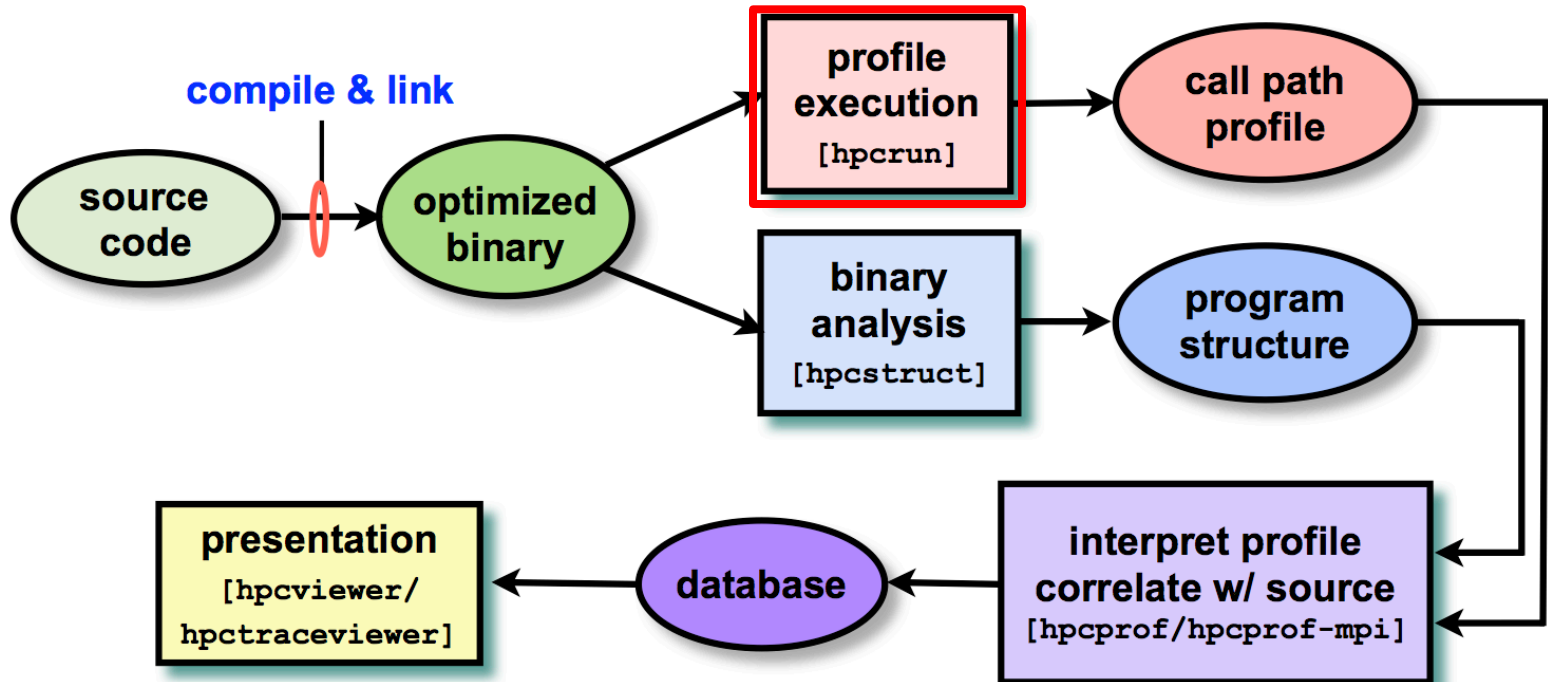 compile & link
source
code
optimized
binary
profile
execution
[hpcrun]
call path
profile
binary
analysis
[hpcstruct]
program
structure
presentation
[hpcviewer/
hpctraceviewer]
database
interpret profile
correlate w/ source
[hpcprof/hpcprof-mpi]